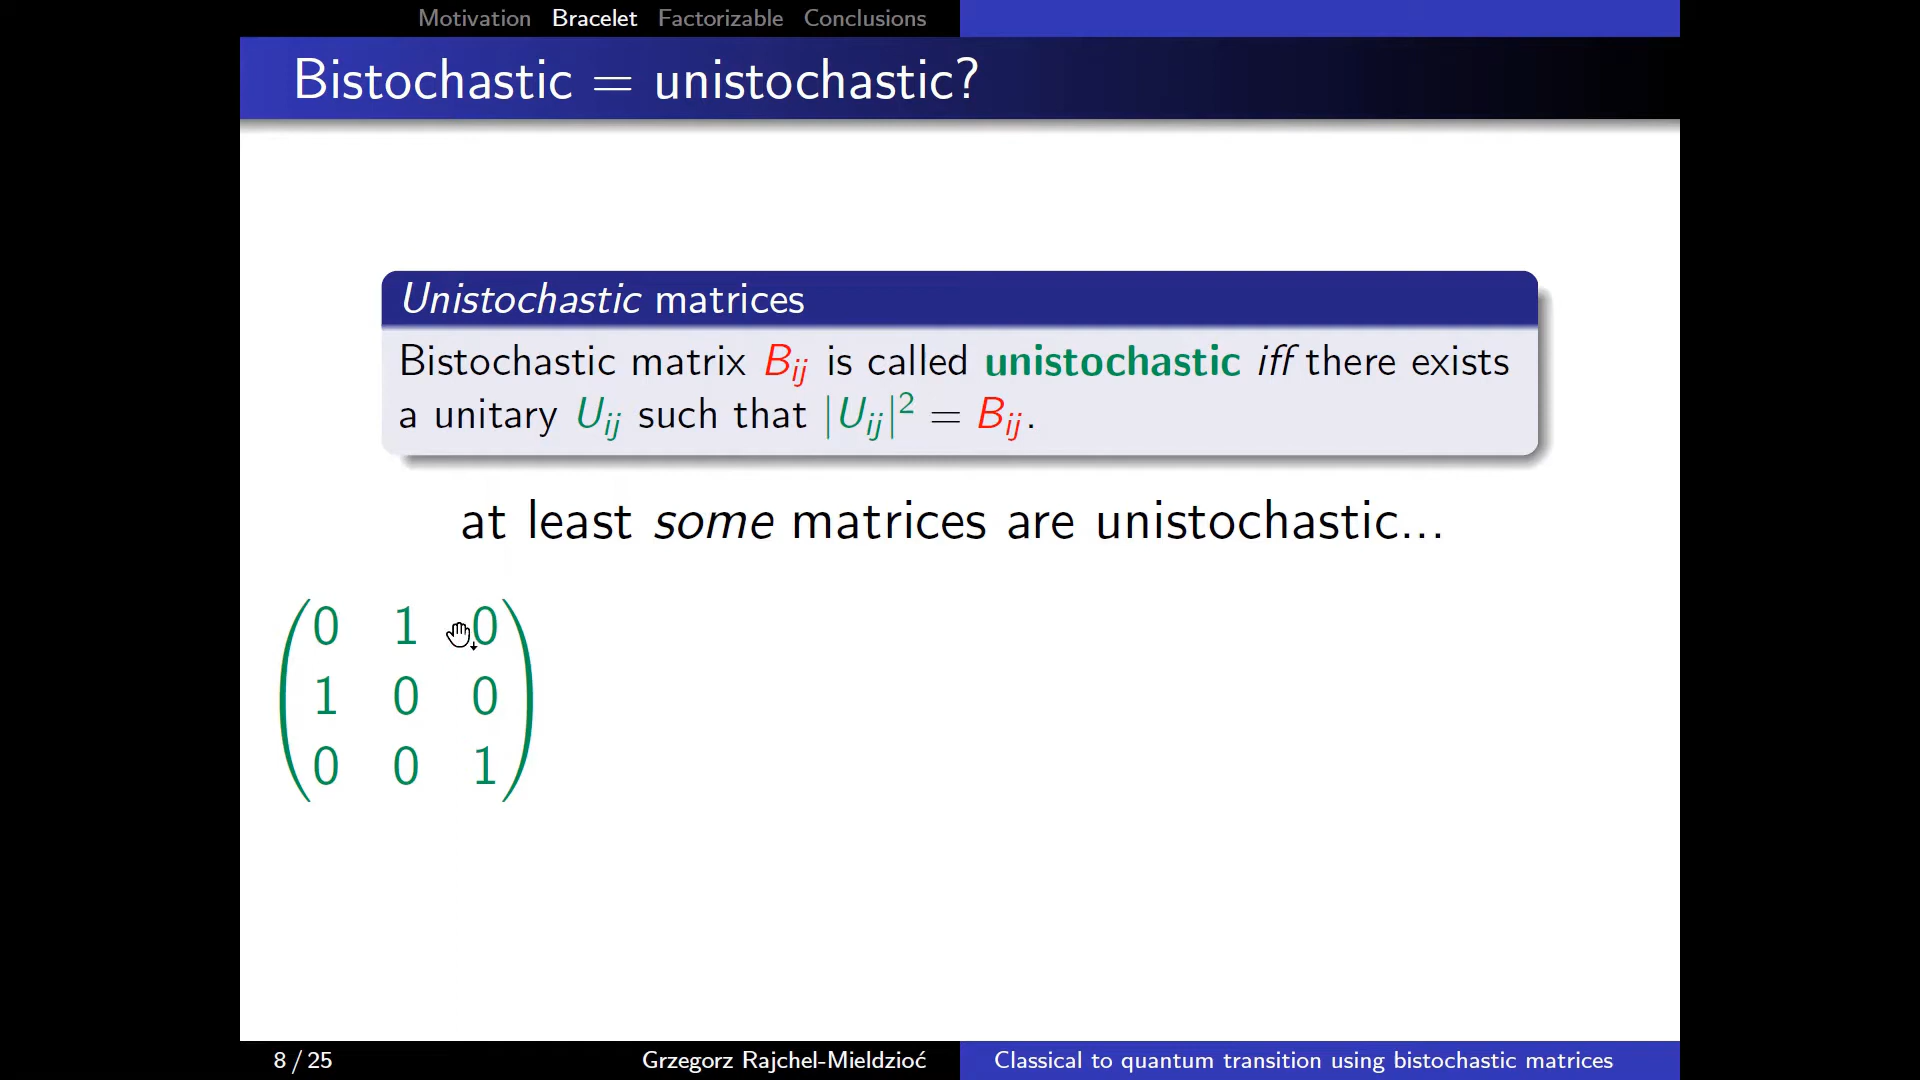 Motivation Bracelet Factorizable Conclusions
Bistochastic = unistochastic?
Unistochastic matrices
Bistochastic matrix B_ij is called unistochastic iff there exists
a unitary U_ij such that |U_ij|² = B_ij.
at least some matrices are unistochastic...
0 1 0
1 0 0
0 0 1
8 / 25 Grzegorz Rajchel-Mieldzioć Classical to quantum transition using bistochastic matrices